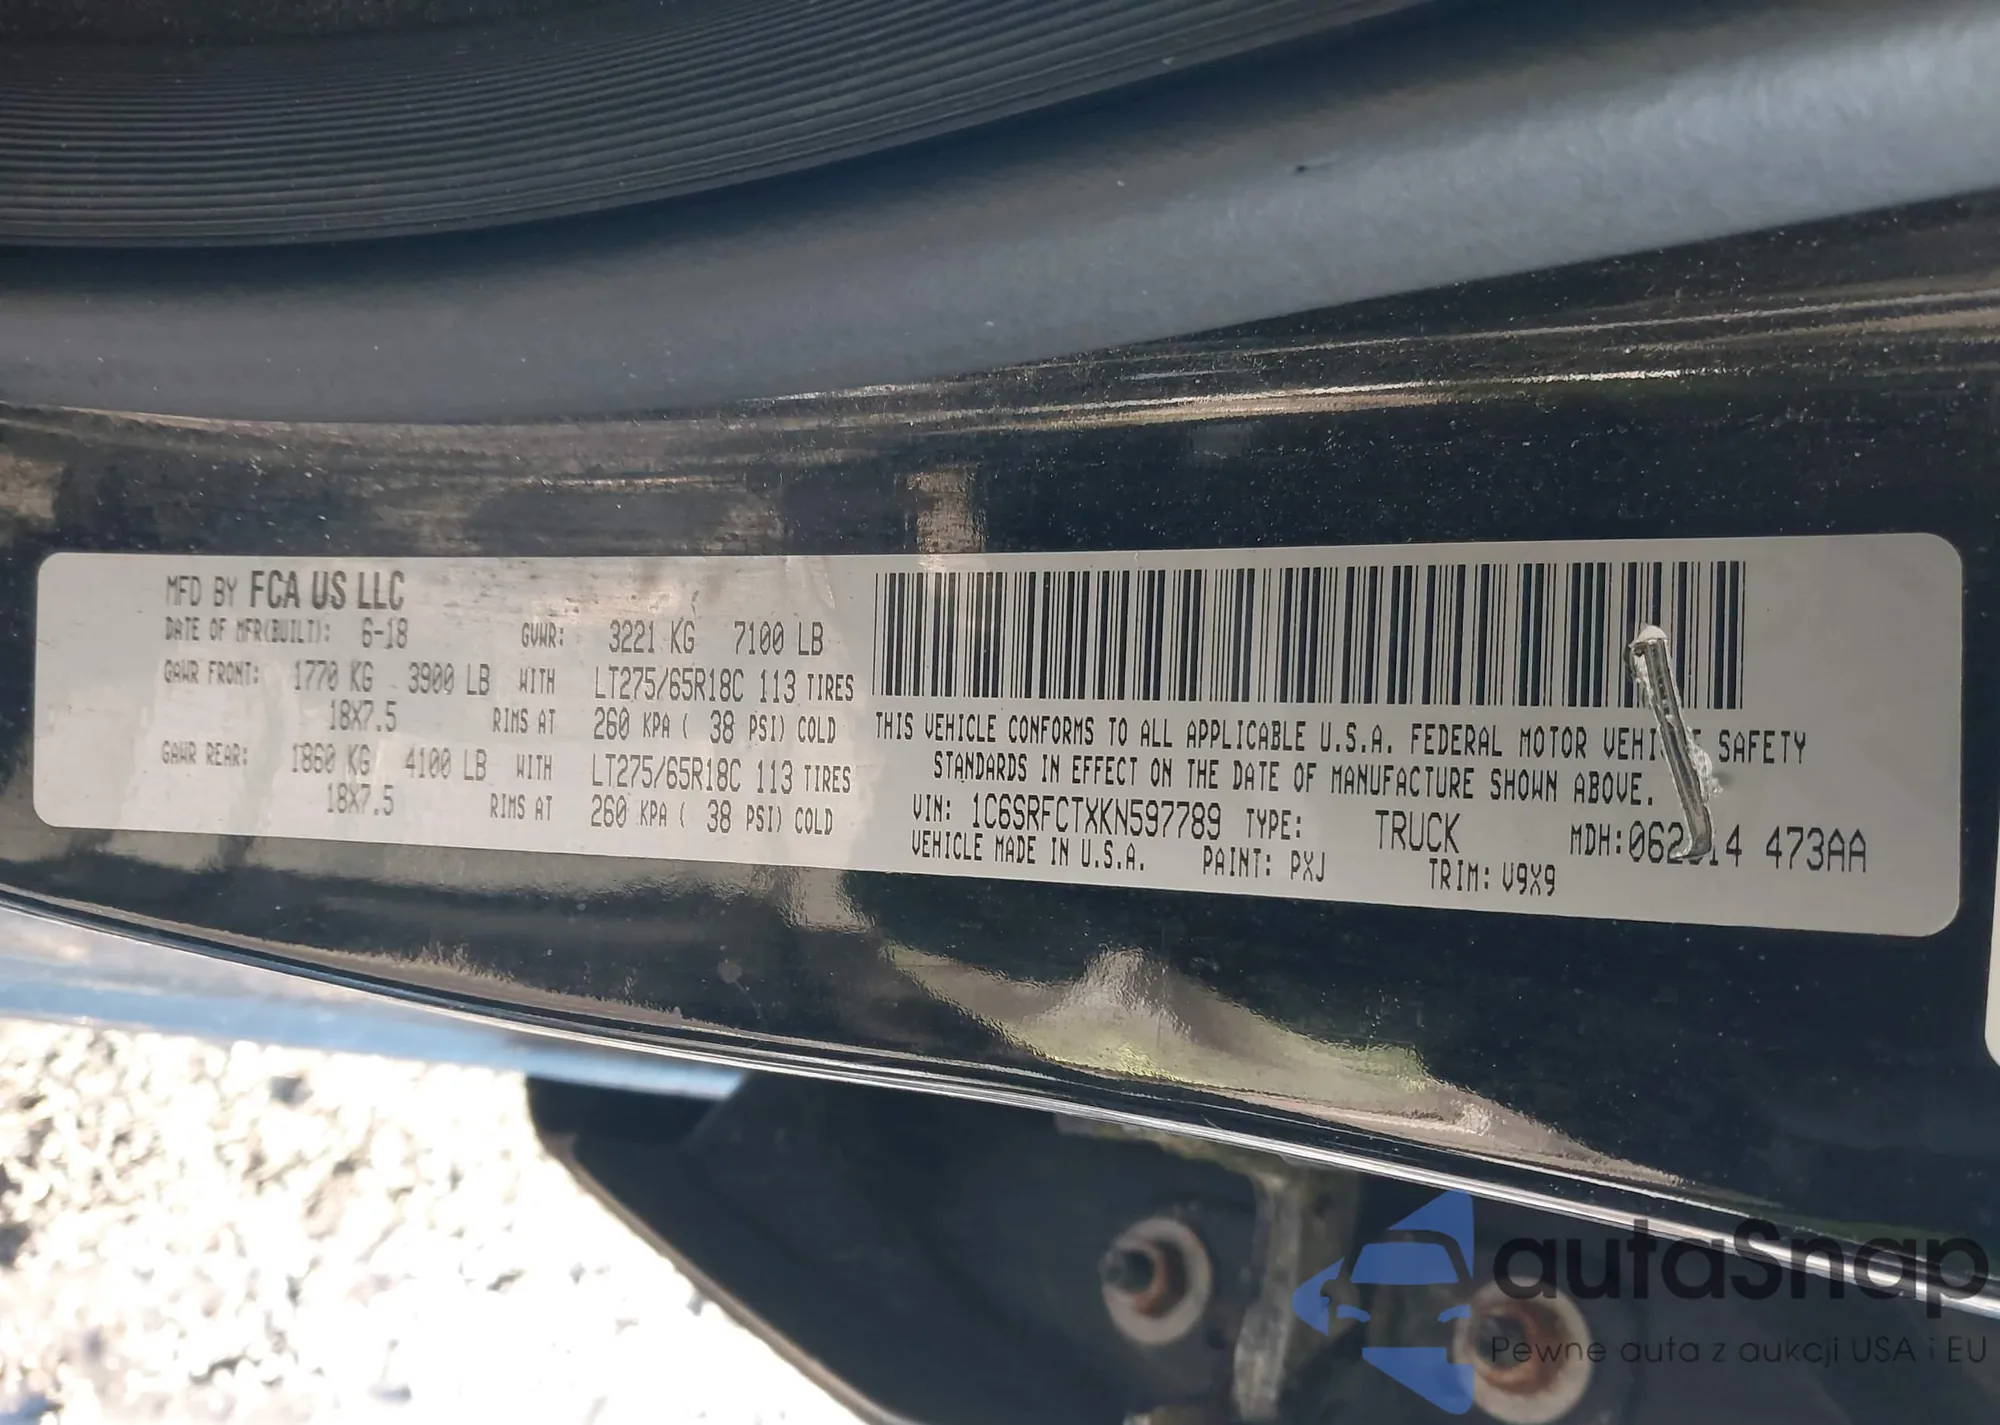 MFD BY FCA US LLC
DATE OF MFR(BUILT): 6-18 GVWR: 3221 KG 7100 LB
GAWR FRONT: 1770 KG 3900 LB WITH LT275/65R18C 113 TIRES
18X7.5 RIMS AT 260 KPA ( 38 PSI) COLD
GAWR REAR: 1860 KG 4100 LB WITH LT275/65R18C 113 TIRES
18X7.5 RIMS AT 260 KPA ( 38 PSI) COLD
THIS VEHICLE CONFORMS TO ALL APPLICABLE U.S.A. FEDERAL MOTOR SAFETY
STANDARDS IN EFFECT ON THE DATE OF MANUFACTURE SHOWN ABOVE.
VIN: 1C6SRFCTXKN597789 TYPE: TRUCK MDH: 473AA
VEHICLE MADE IN U.S.A. PAINT: PXJ TRIM: V9X9
autaSnap
Pewne auta z aukcji USA i EU